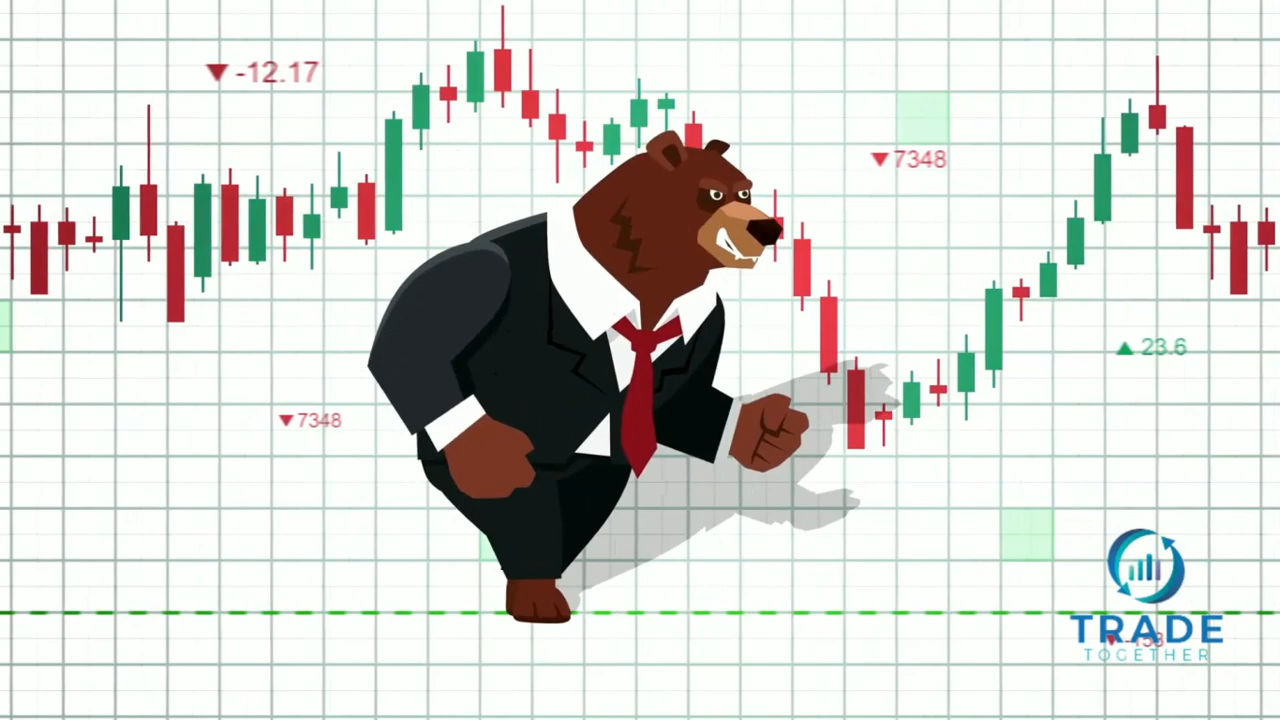 ▼ -12.17
▼ 7348
▲ 23.6
▼ 7348
TRADE
TOGETHER